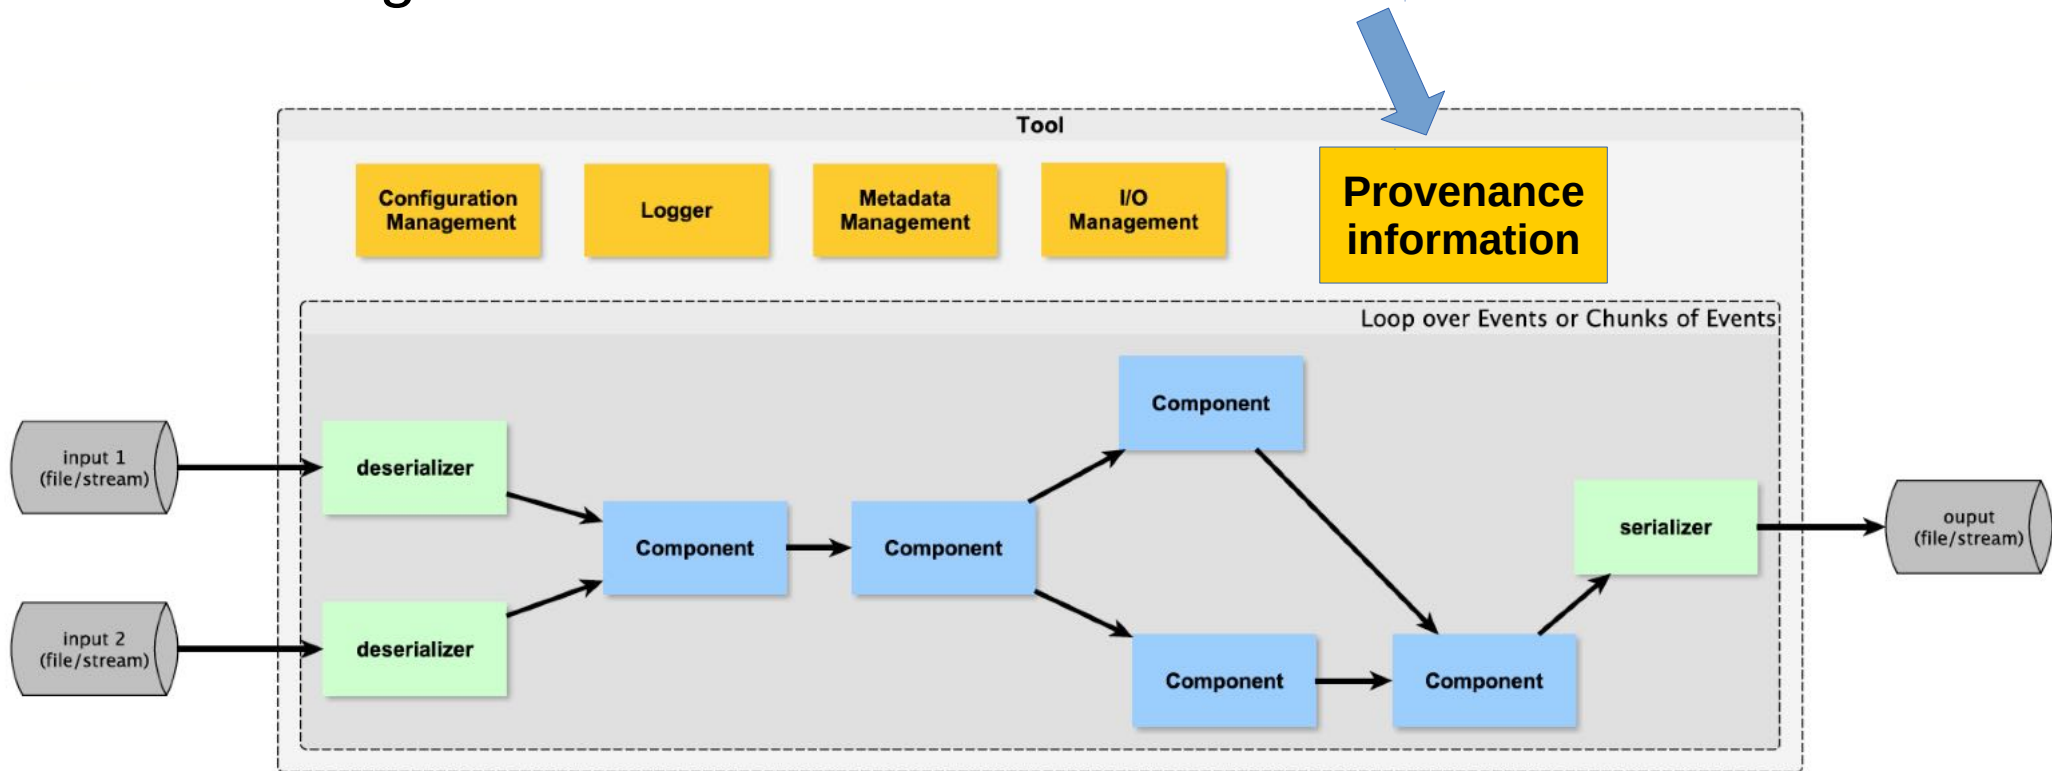 g
Tool
Configuration
Management
Logger
Metadata
Management
I/O
Management
Provenance
information
Loop over Events or Chunks of Events
input 1
(file/stream)
deserializer
Component
Component
Component
serializer
ouput
(file/stream)
input 2
(file/stream)
deserializer
Component
Component